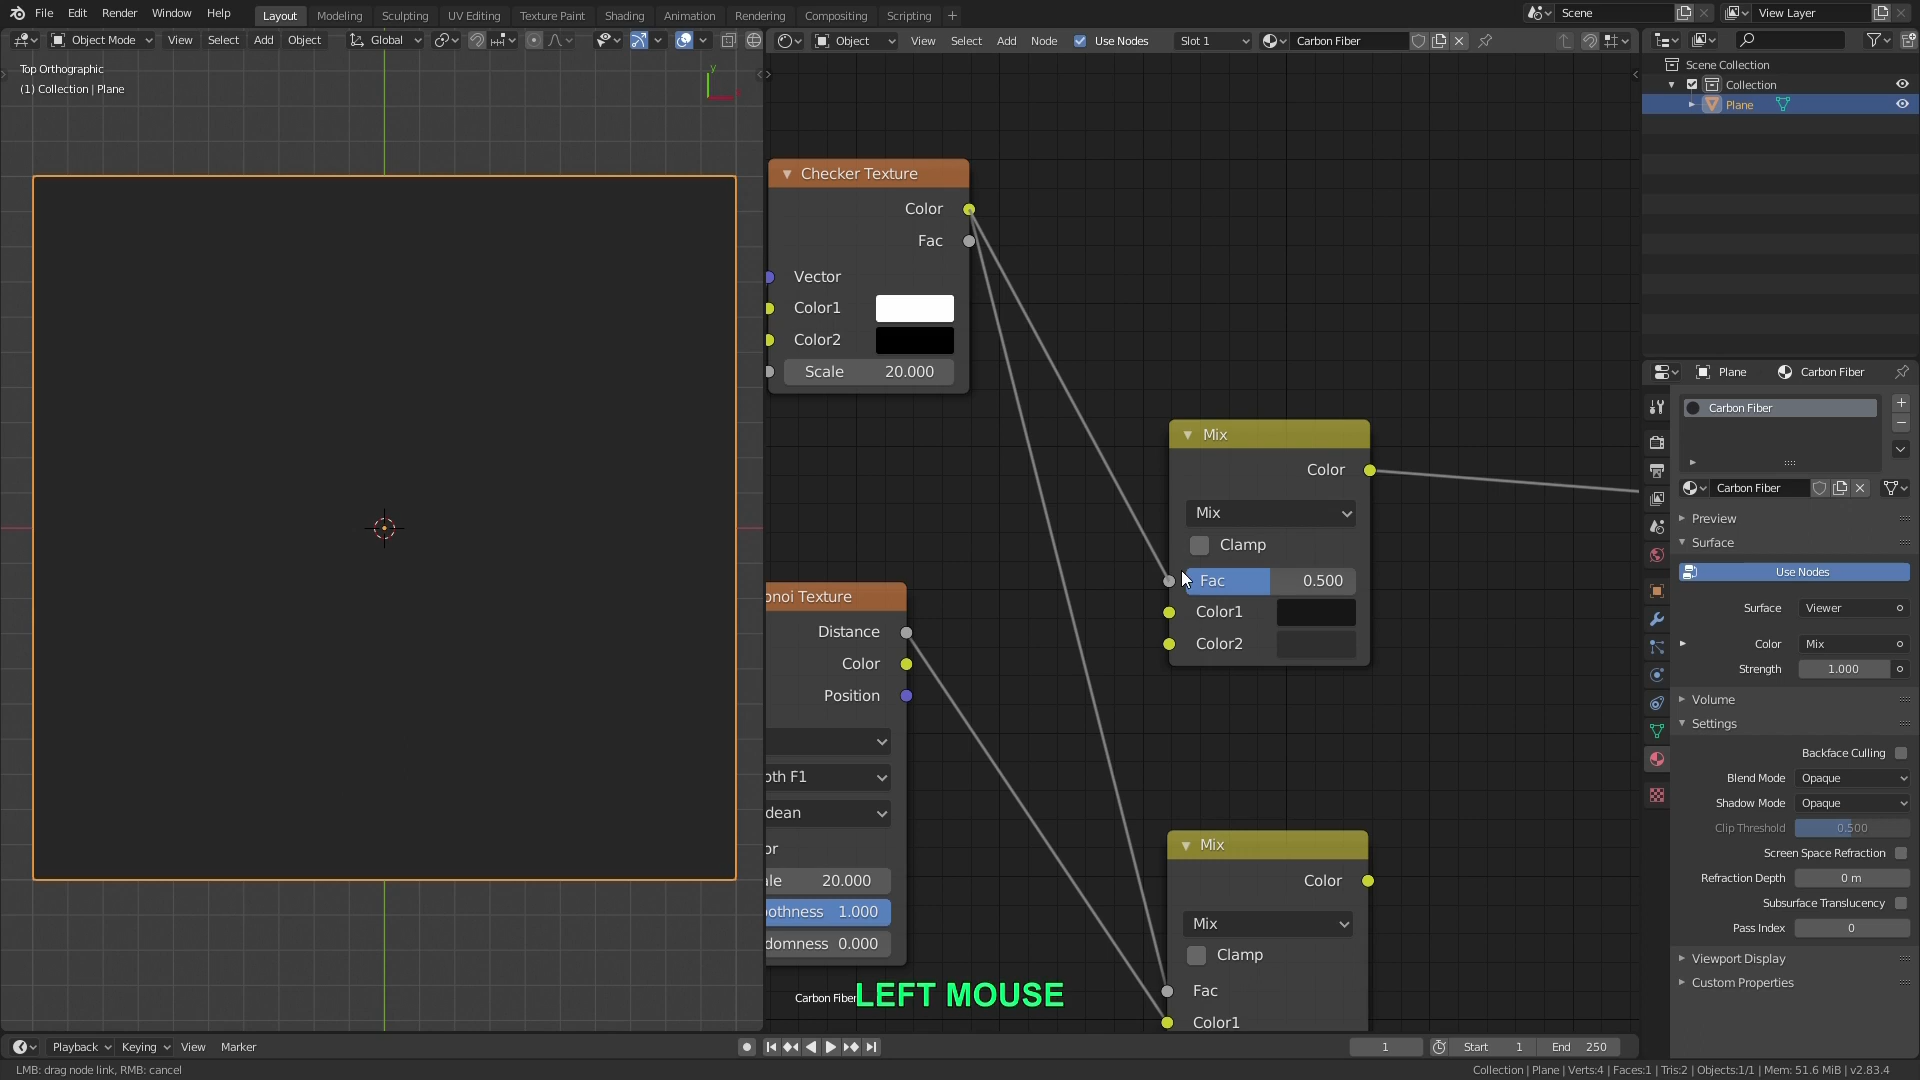 File Edit Render Window Help Layout Modeling Sculpting UV Editing Texture Paint Shading Animation Rendering Compositing Scripting Scene View Layer
Object Mode View Select Add Object Global Object View Select Add Node Use Nodes Slot 1 Carbon Fiber
Top Orthographic
(1) Collection | Plane
y
Scene Collection
Collection
Plane
Checker Texture
Color
Fac
Vector
Color1
Color2
Scale 20.000
Mix
Color
Mix
Clamp
Fac 0.500
Color1
Color2
onoi Texture
Distance
Color
Position
oth F1
dean
or
ale 20.000
oothness 1.000
domness 0.000
Mix
Color
Mix
Clamp
Fac
Color1
Carbon Fiber
LEFT MOUSE
Plane Carbon Fiber
Carbon Fiber
Carbon Fiber
Preview
Surface
Use Nodes
Surface Viewer
Color Mix
Strength 1.000
Volume
Settings
Backface Culling
Blend Mode Opaque
Shadow Mode Opaque
Clip Threshold 0.500
Screen Space Refraction
Refraction Depth 0 m
Subsurface Translucency
Pass Index 0
Viewport Display
Custom Properties
Playback Keying View Marker 1 Start 1 End 250
LMB: drag node link, RMB: cancel
Collection | Plane | Verts:4 | Faces:1 | Tris:2 | Objects:1/1 | Mem: 51.6 MiB | v2.83.4